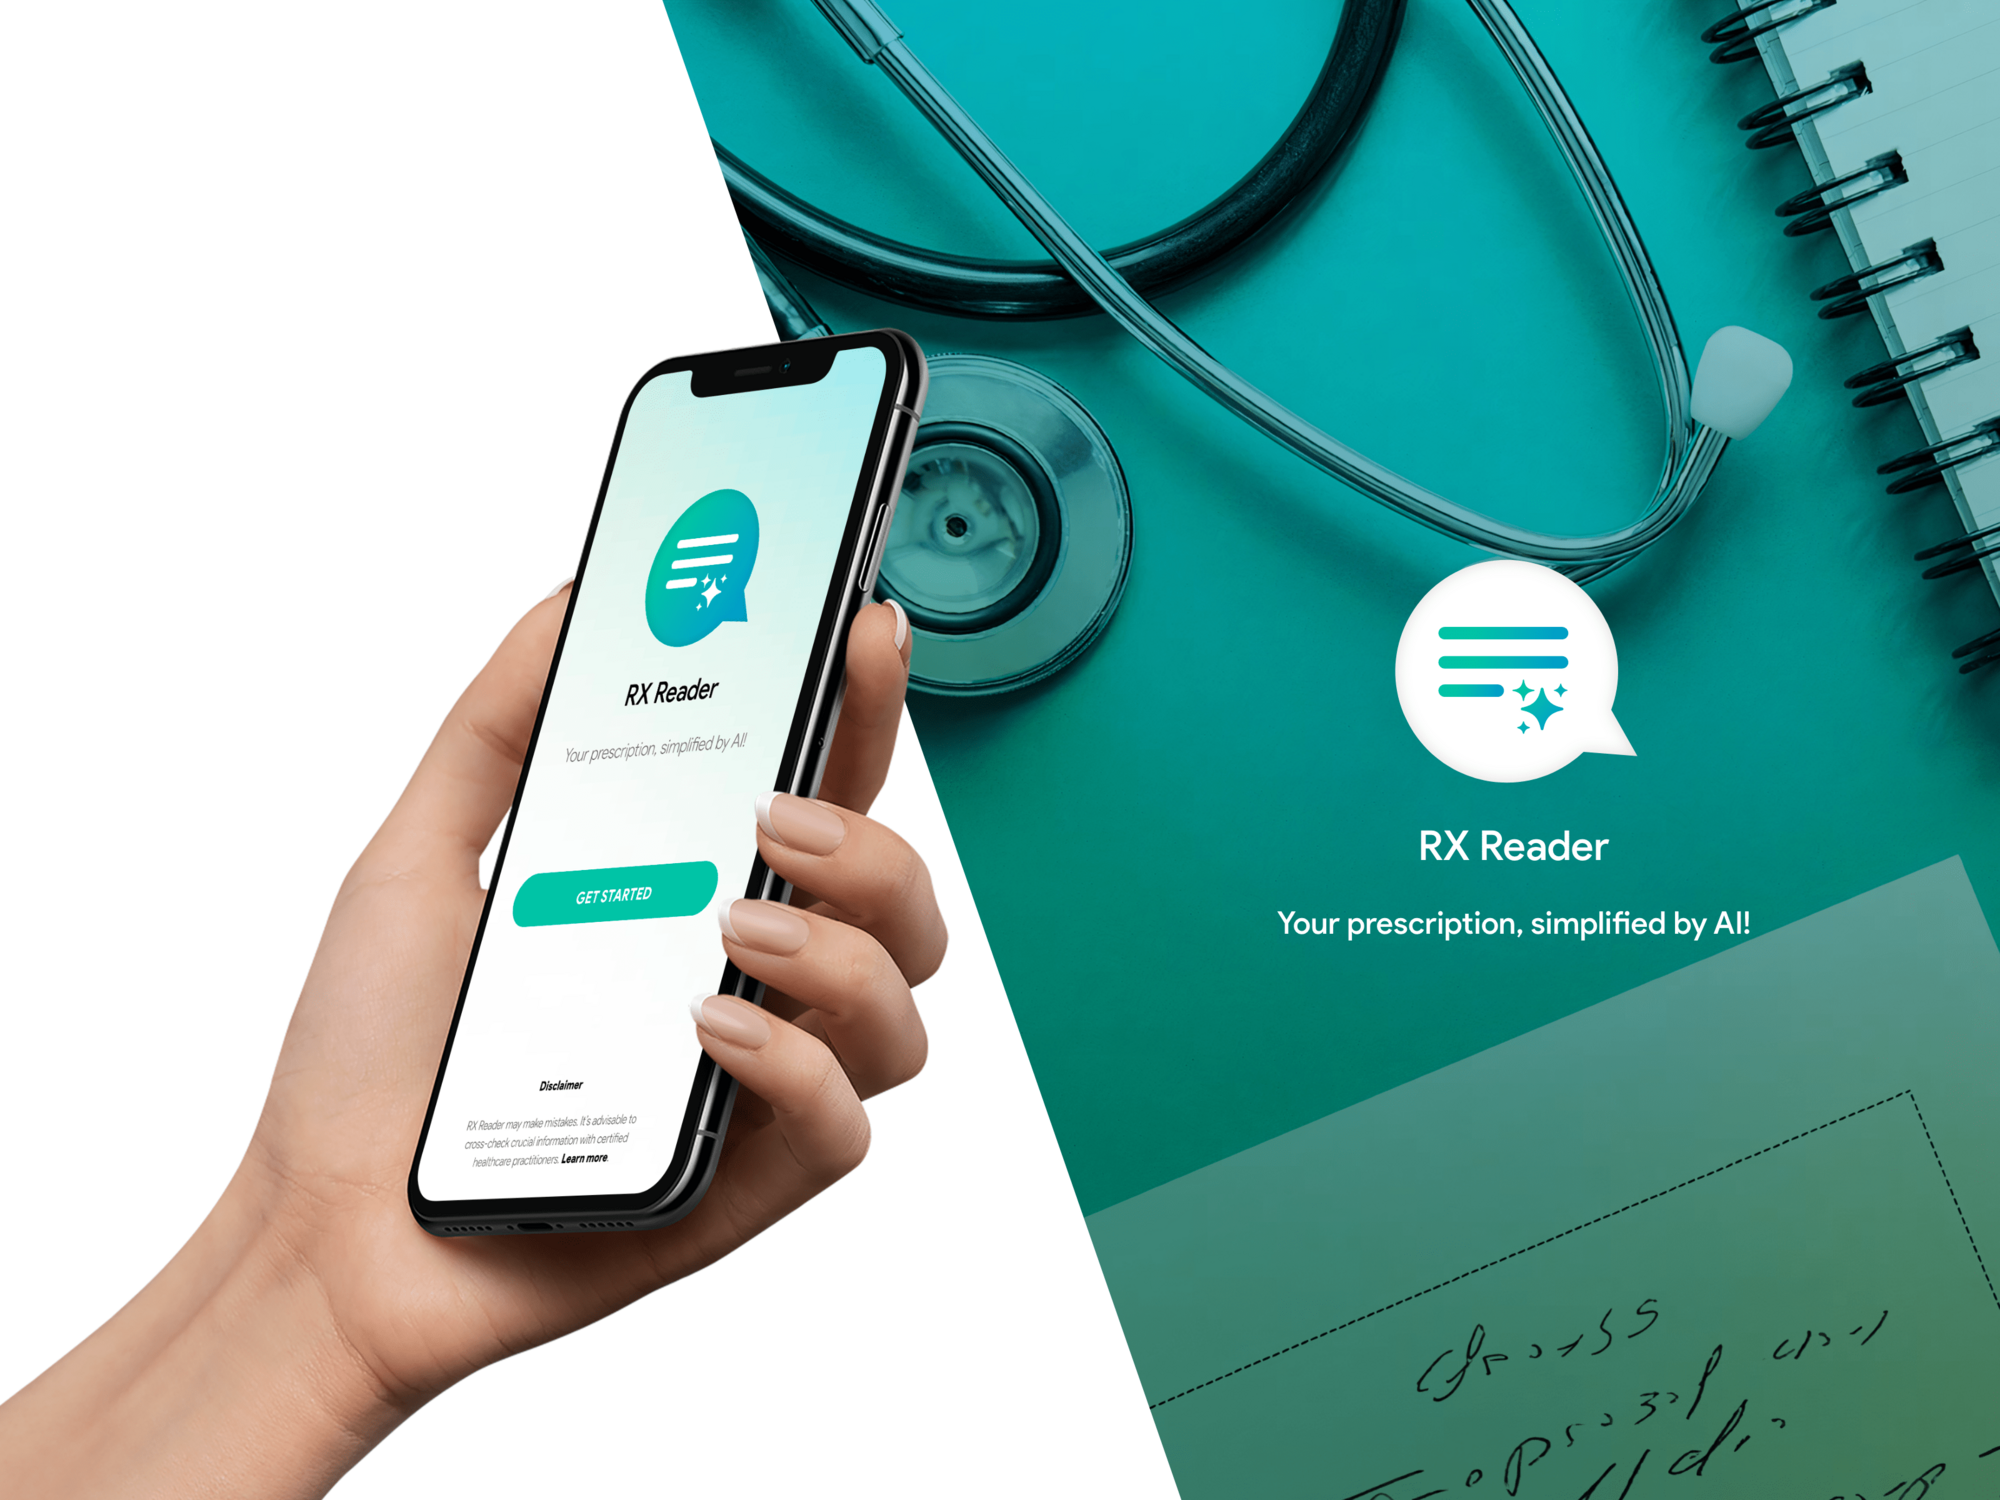 RX Reader
Your prescription, simplified by AI!
GET STARTED
Disclaimer
RX Reader may make mistakes. It's advisable to
cross-check crucial information with certified
healthcare practitioners. Learn more.
RX Reader
Your prescription, simplified by AI!